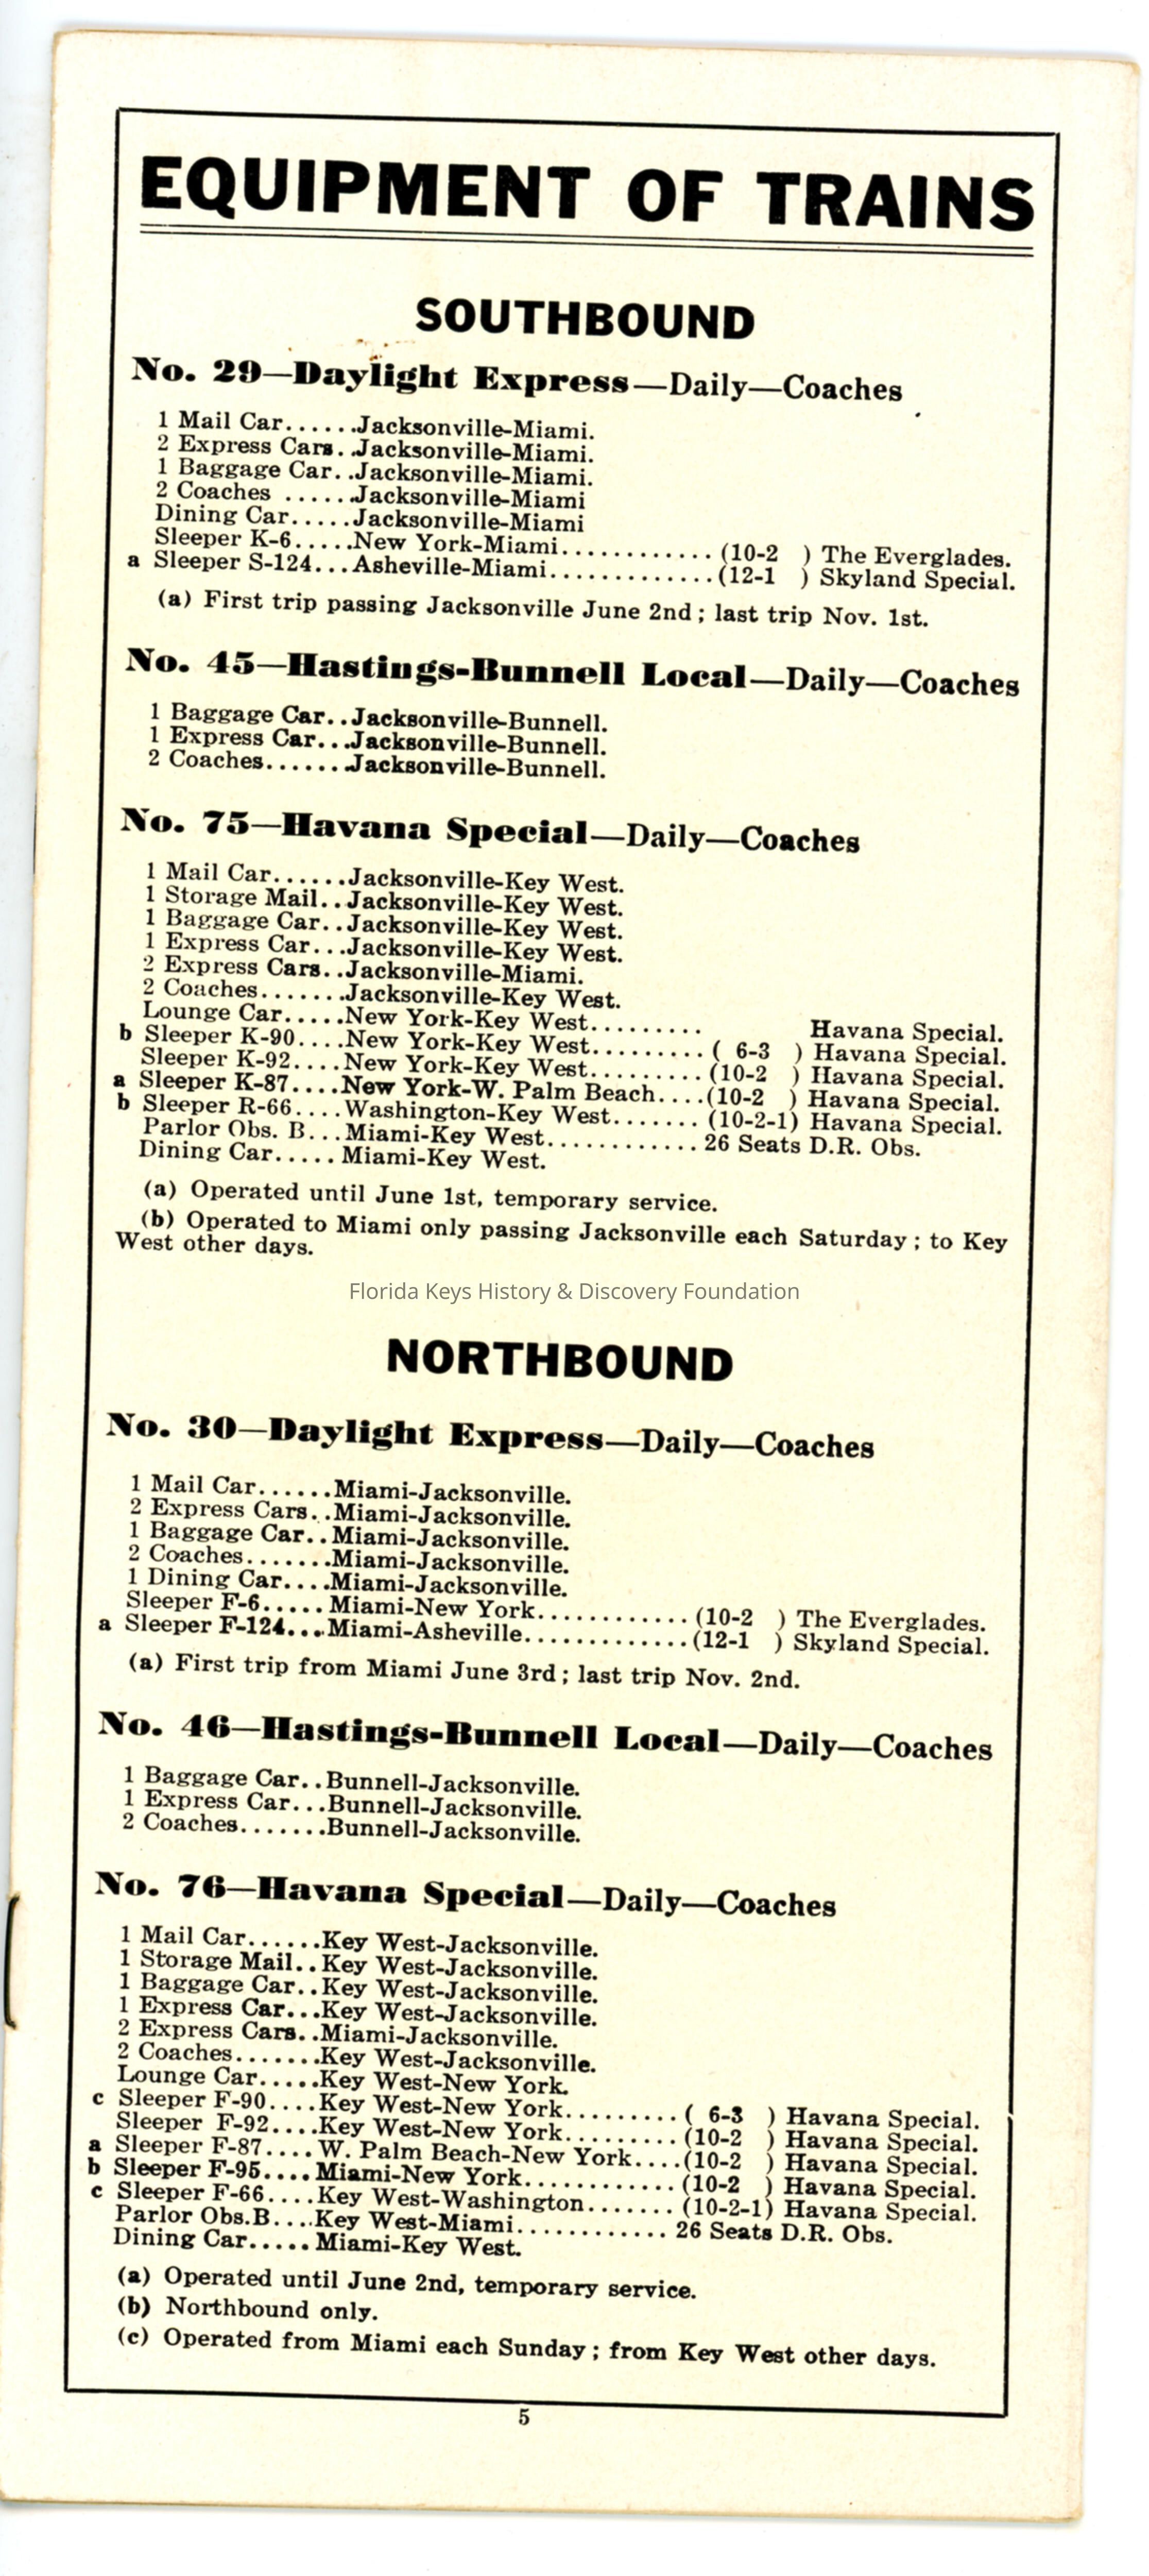 EQUIPMENT OF TRAINS
SOUTHBOUND
No. 29—Daylight Express—Daily—Coaches
1 Mail Car......Jacksonville-Miami.
2 Express Cars..Jacksonville-Miami.
1 Baggage Car..Jacksonville-Miami.
2 Coaches ......Jacksonville-Miami
Dining Car.....Jacksonville-Miami
Sleeper K-6.....New York-Miami............(10-2 ) The Everglades.
a Sleeper S-124...Asheville-Miami.............(12-1 ) Skyland Special.
(a) First trip passing Jacksonville June 2nd; last trip Nov. 1st.
No. 45—Hastings-Bunnell Local—Daily—Coaches
1 Baggage Car..Jacksonville-Bunnell.
1 Express Car...Jacksonville-Bunnell.
2 Coaches.......Jacksonville-Bunnell.
No. 75—Havana Special—Daily—Coaches
1 Mail Car......Jacksonville-Key West.
1 Storage Mail..Jacksonville-Key West.
1 Baggage Car..Jacksonville-Key West.
1 Express Car...Jacksonville-Key West.
2 Express Cars..Jacksonville-Miami.
2 Coaches.......Jacksonville-Key West.
Lounge Car.....New York-Key West......... Havana Special.
b Sleeper K-90....New York-Key West.........( 6-3 ) Havana Special.
Sleeper K-92....New York-Key West.........(10-2 ) Havana Special.
a Sleeper K-87....New York-W. Palm Beach....(10-2 ) Havana Special.
b Sleeper R-66....Washington-Key West.......(10-2-1) Havana Special.
Parlor Obs. B...Miami-Key West............26 Seats D.R. Obs.
Dining Car.....Miami-Key West.
(a) Operated until June 1st, temporary service.
(b) Operated to Miami only passing Jacksonville each Saturday; to Key
West other days.
Florida Keys History & Discovery Foundation
NORTHBOUND
No. 30—Daylight Express—Daily—Coaches
1 Mail Car......Miami-Jacksonville.
2 Express Cars..Miami-Jacksonville.
1 Baggage Car..Miami-Jacksonville.
2 Coaches.......Miami-Jacksonville.
1 Dining Car....Miami-Jacksonville.
Sleeper F-6.....Miami-New York............(10-2 ) The Everglades.
a Sleeper F-124...Miami-Asheville.............(12-1 ) Skyland Special.
(a) First trip from Miami June 3rd; last trip Nov. 2nd.
No. 46—Hastings-Bunnell Local—Daily—Coaches
1 Baggage Car..Bunnell-Jacksonville.
1 Express Car...Bunnell-Jacksonville.
2 Coaches.......Bunnell-Jacksonville.
No. 76—Havana Special—Daily—Coaches
1 Mail Car......Key West-Jacksonville.
1 Storage Mail..Key West-Jacksonville.
1 Baggage Car..Key West-Jacksonville.
1 Express Car...Key West-Jacksonville.
2 Express Cars..Miami-Jacksonville.
2 Coaches.......Key West-Jacksonville.
Lounge Car.....Key West-New York.
c Sleeper F-90....Key West-New York.........( 6-3 ) Havana Special.
Sleeper F-92....Key West-New York.........(10-2 ) Havana Special.
a Sleeper F-87....W. Palm Beach-New York....(10-2 ) Havana Special.
b Sleeper F-95....Miami-New York............(10-2 ) Havana Special.
c Sleeper F-66....Key West-Washington.......(10-2-1) Havana Special.
Parlor Obs.B....Key West-Miami............26 Seats D.R. Obs.
Dining Car.....Miami-Key West.
(a) Operated until June 2nd, temporary service.
(b) Northbound only.
(c) Operated from Miami each Sunday; from Key West other days.
5